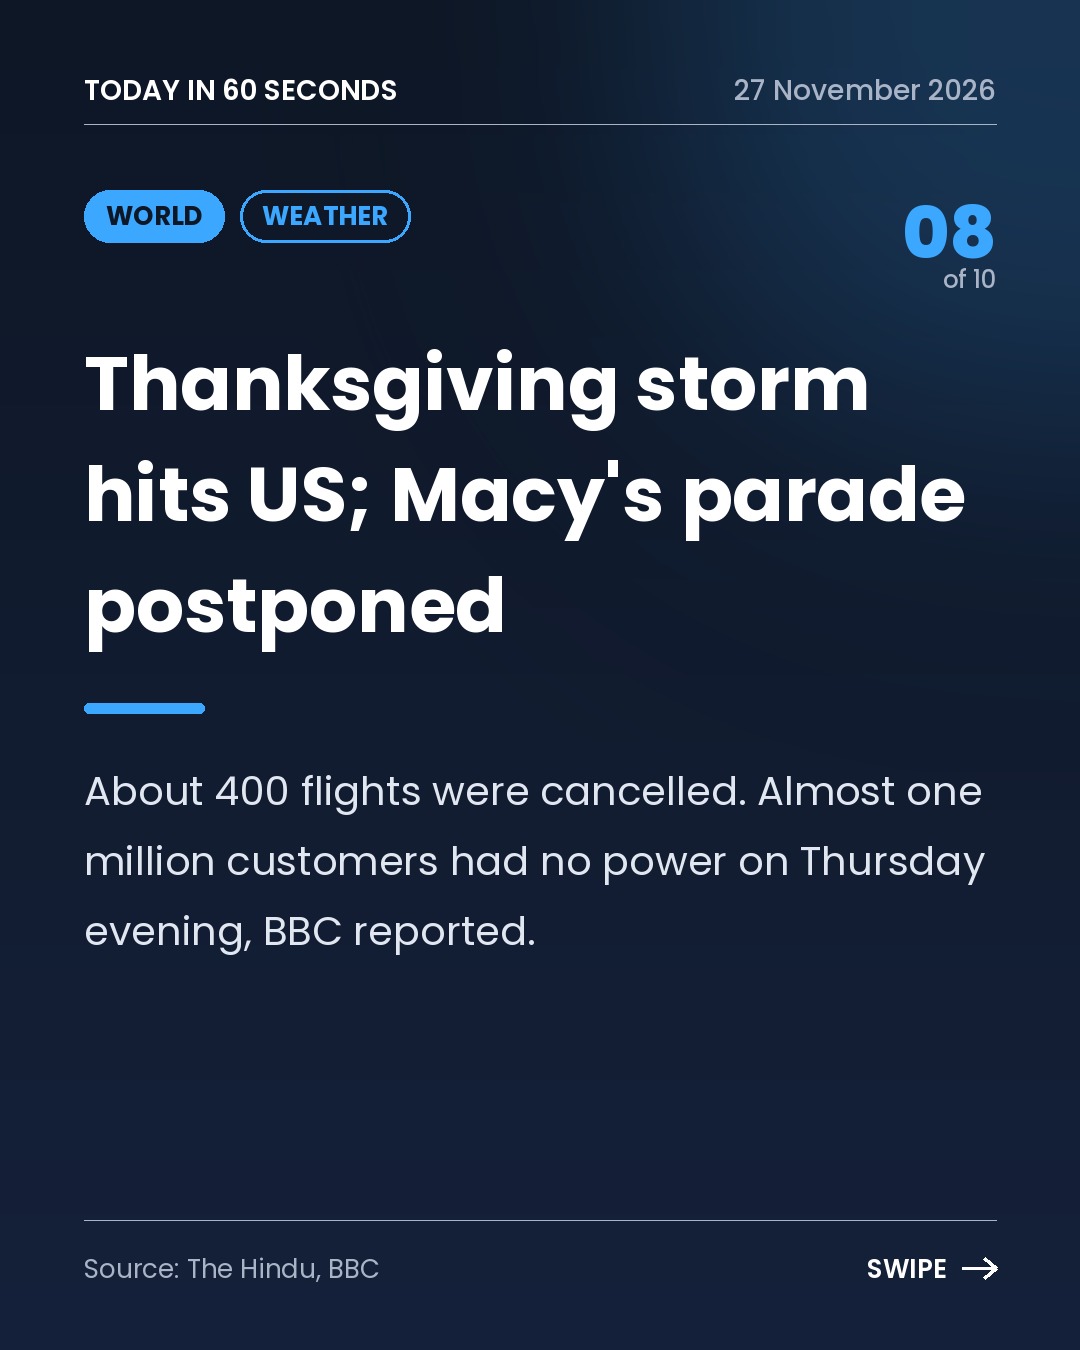 TODAY IN 60 SECONDS
27 November 2026
WORLD
WEATHER
08
of 10
Thanksgiving storm
hits US; Macy's parade
postponed
About 400 flights were cancelled. Almost one
million customers had no power on Thursday
evening, BBC reported.
Source: The Hindu, BBC
SWIPE →